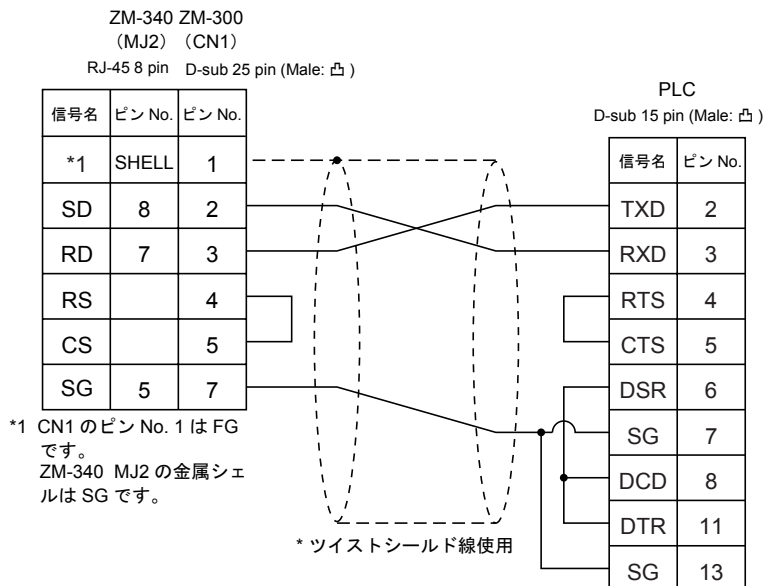 ZM-340 ZM-300
（MJ2）（CN1）
RJ-45 8 pin D-sub 25 pin (Male: 凸 )
信号名 ピン No. ピン No.
*1 SHELL 1
SD 8 2
RD 7 3
RS 4
CS 5
SG 5 7
*1 CN1 のピン No. 1 は FG
です。
ZM-340 MJ2 の金属シェ
ルは SG です。
* ツイストシールド線使用
PLC
D-sub 15 pin (Male: 凸 )
信号名 ピン No.
TXD 2
RXD 3
RTS 4
CTS 5
DSR 6
SG 7
DCD 8
DTR 11
SG 13